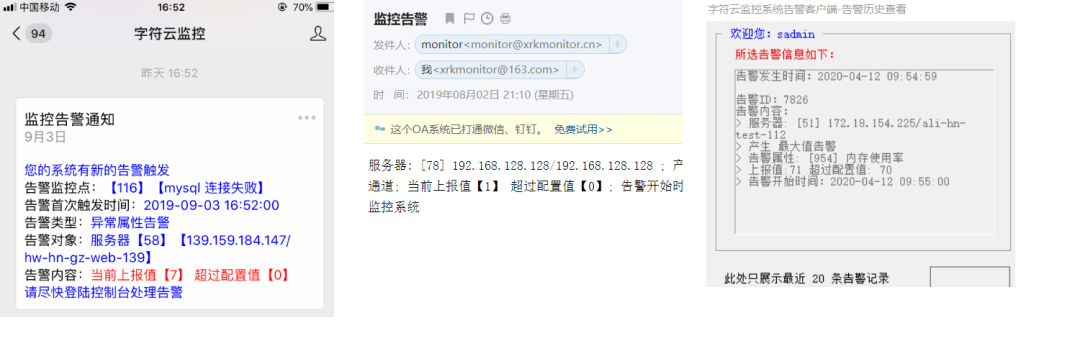 中国移动
16:52
70%
94
字符云监控
昨天 16:52
监控告警通知
9月3日
您的系统有新的告警触发
告警监控点：【116】【mysql 连接失败】
告警首次触发时间：2019-09-03 16:52:00
告警类型：异常属性告警
告警对象：服务器【58】【139.159.184.147/
hw-hn-gz-web-139】
告警内容：当前上报值【7】 超过配置值【0】
请尽快登陆控制台处理告警
监控告警
发件人： monitor<monitor@xrkmonitor.cn> +
收件人： 我<xrkmonitor@163.com> +
时 间： 2019年08月02日 21:10 (星期五)
这个OA系统已打通微信、钉钉。 免费试用>>
服务器：[78] 192.168.128.128/192.168.128.128 ；产
通道；当前上报值【1】 超过配置值【0】；告警开始时
监控系统
字符云监控系统告警客户端-告警历史查看
欢迎您：sadmin
所选告警信息如下：
告警发生时间：2020-04-12 09:54:59
告警ID：7826
告警内容：
> 服务器：[51] 172.18.154.225/ali-hn-
test-112
> 产生 最大值告警
> 告警属性：[954] 内存使用率
> 上报值：71 超过配置值：70
> 告警开始时间：2020-04-12 09:55:00
此处只展示最近 20 条告警记录